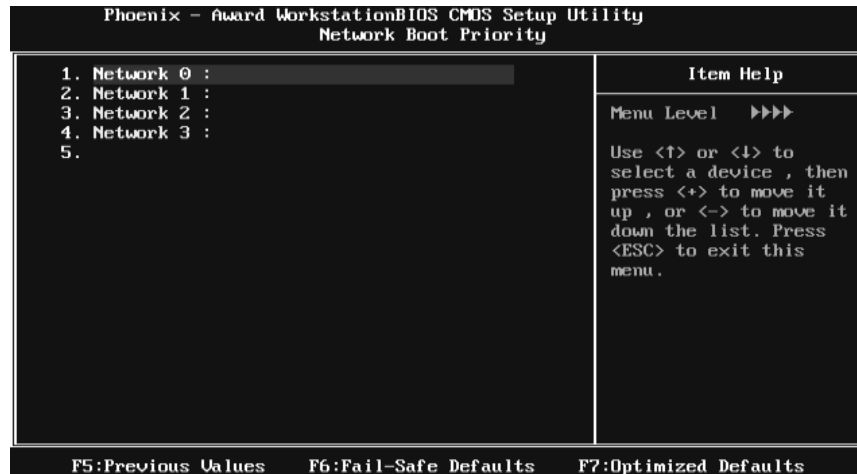 Phoenix - Award WorkstationBIOS CMOS Setup Utility
Network Boot Priority
1. Network 0 :
2. Network 1 :
3. Network 2 :
4. Network 3 :
5.
Item Help
Menu Level ▶▶▶▶
Use <↑> or <↓> to
select a device , then
press <+> to move it
up , or <-> to move it
down the list. Press
<ESC> to exit this
menu.
F5:Previous Values F6:Fail-Safe Defaults F7:Optimized Defaults